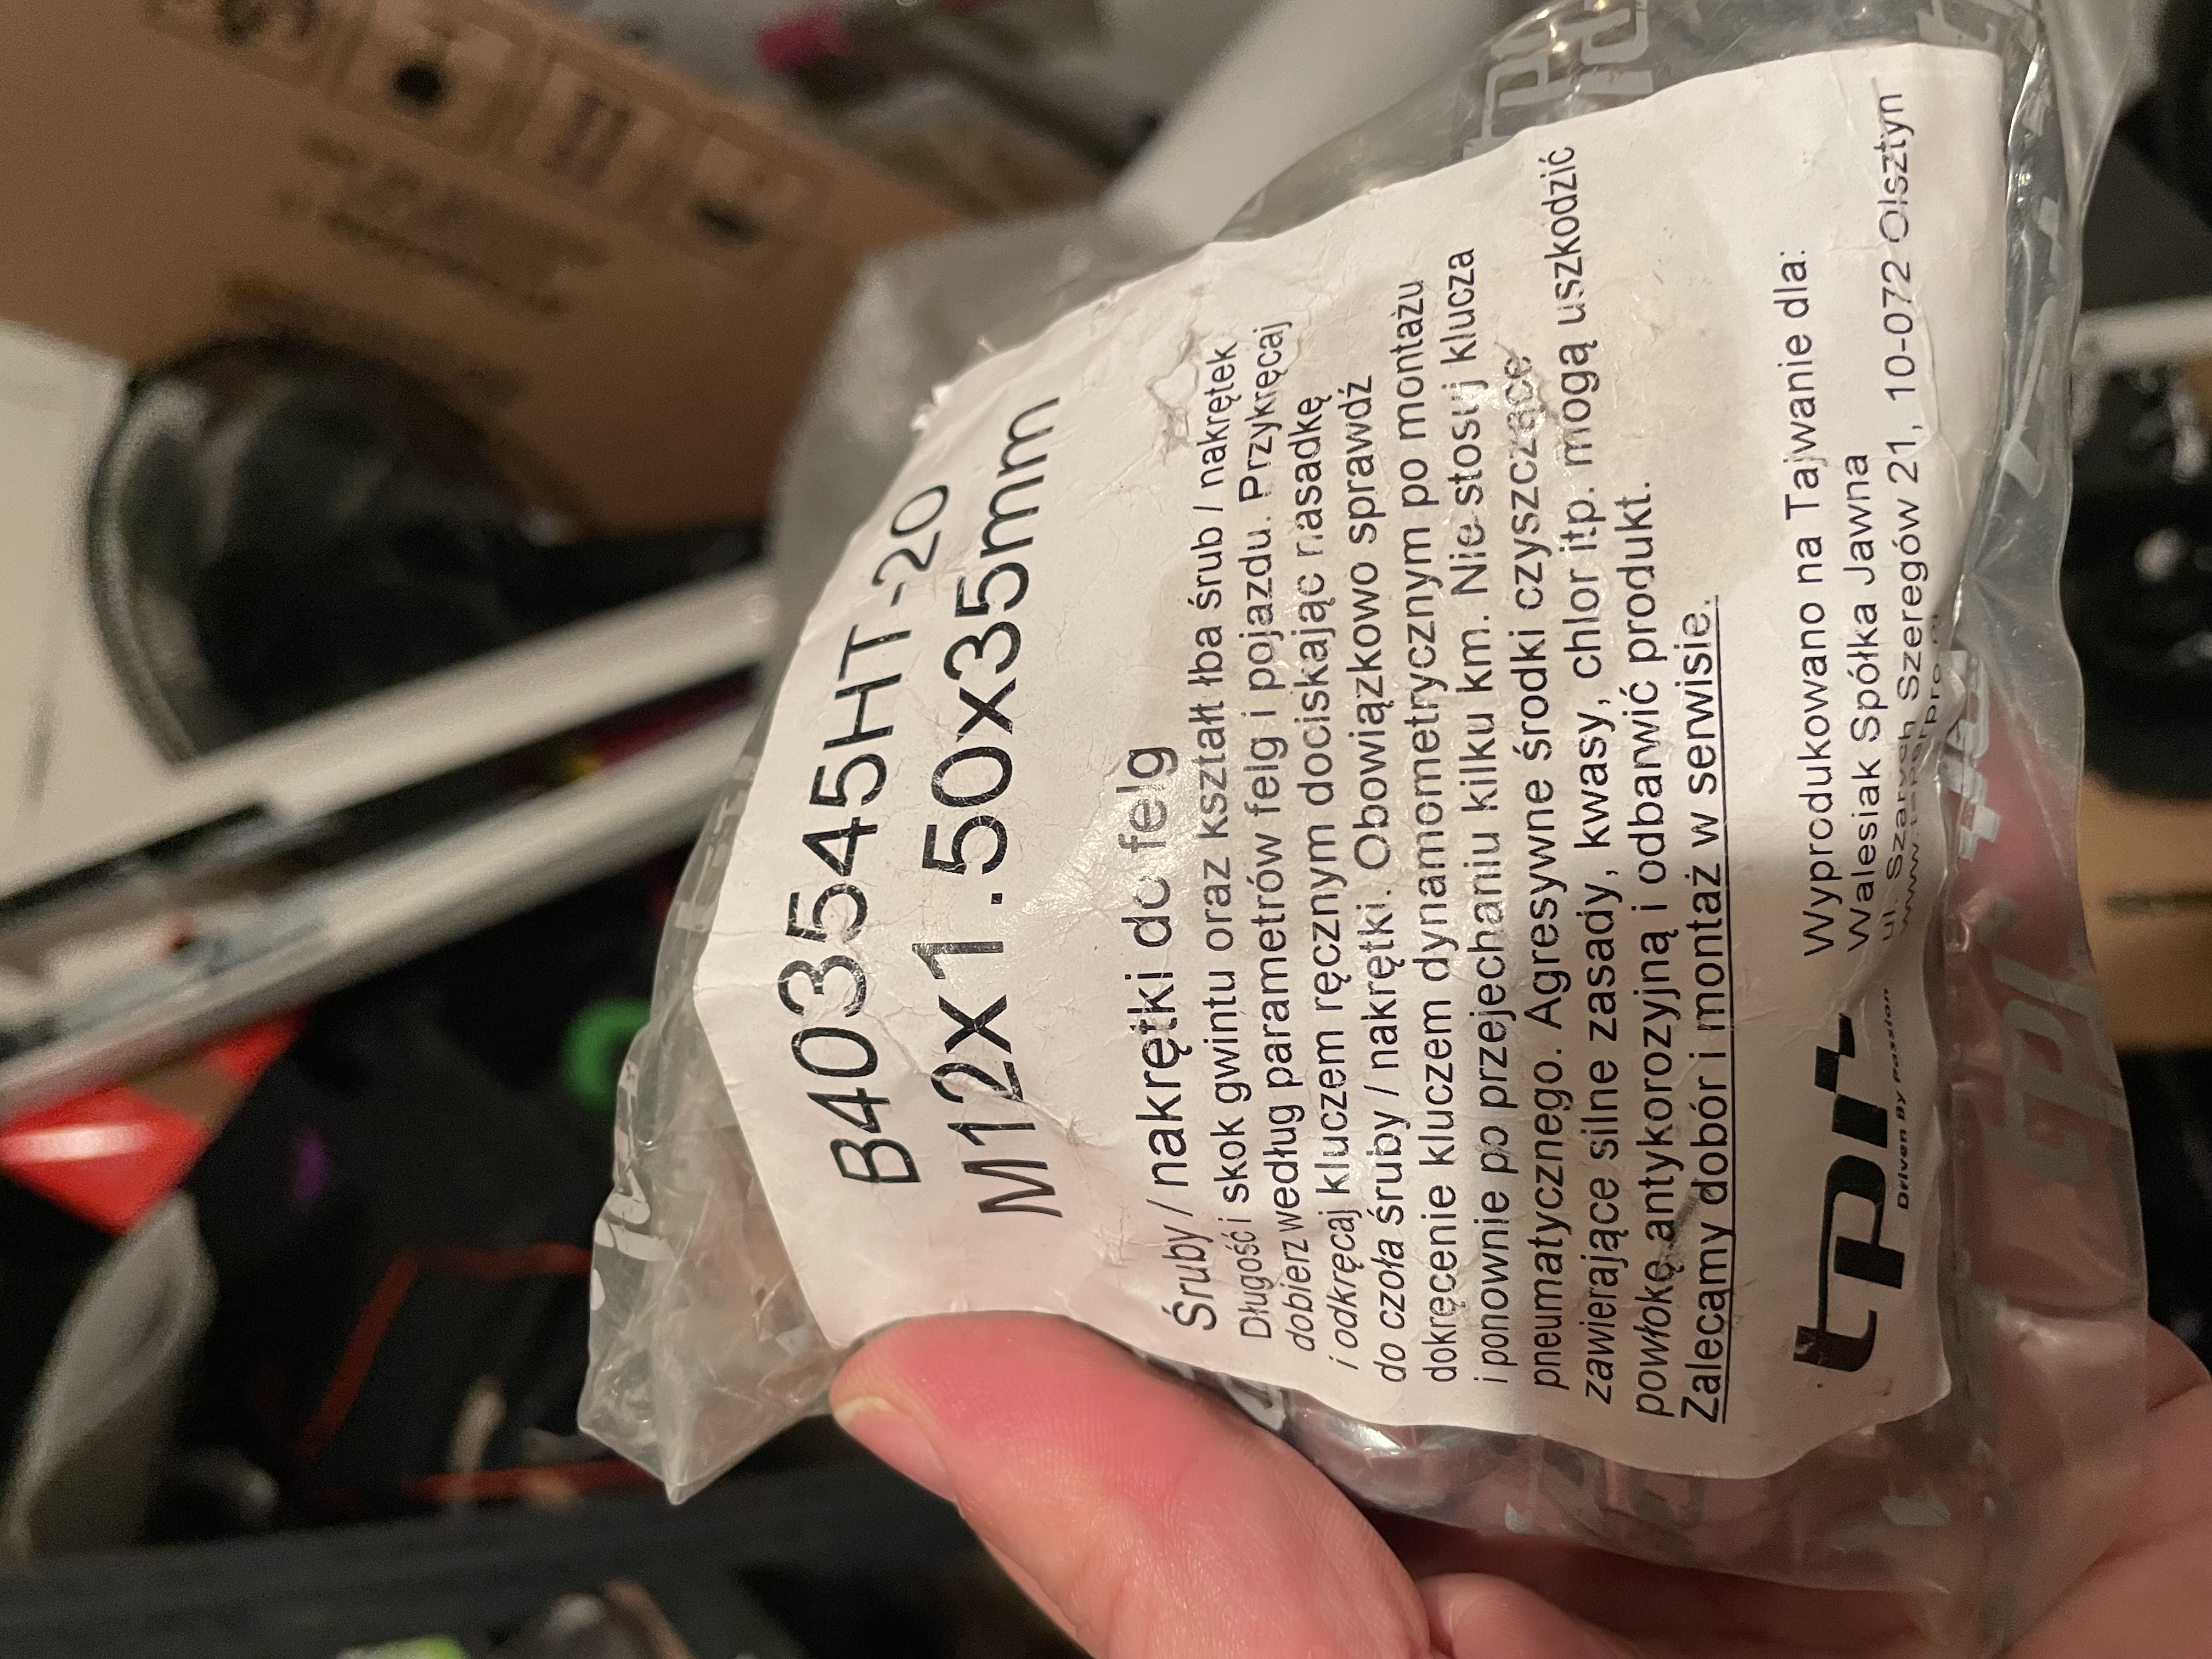 B403545HT-20
M12x1.50x35mm
Śruby / nakrętki do felg
Długość i skok gwintu oraz kształt łba śrub / nakrętek
dobierz według parametrów felg i pojazdu. Przykręcaj
i odkręcaj kluczem ręcznym dociskając nasadkę
do czoła śruby / nakrętki. Obowiązkowo sprawdź
dokręcenie kluczem dynamometrycznym po montażu
i ponownie po przejechaniu kilku km. Nie stosuj klucza
pneumatycznego. Agresywne środki czyszczące
zawierające silne zasady, kwasy, chlor itp. mogą uszkodzić
powłokę antykorozyjną i odbarwić produkt.
Zalecamy dobór i montaż w serwisie.
tpi
Driven By Passion
Wyprodukowano na Tajwanie dla:
Walesiak Spółka Jawna
ul. Szarych Szeregów 21, 10-072 Olsztyn